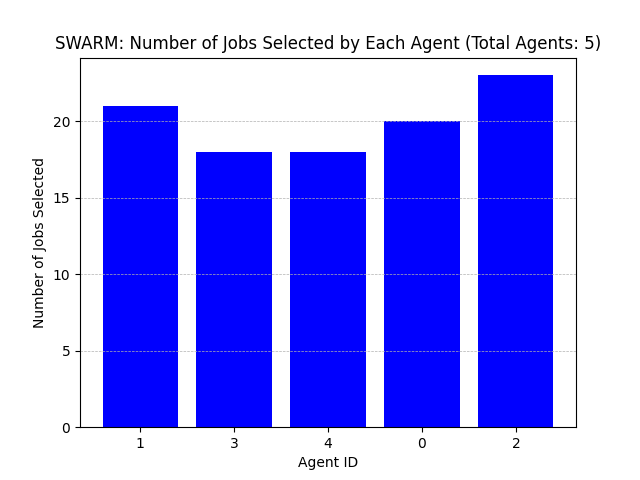 SWARM: Number of Jobs Selected by Each Agent (Total Agents: 5)
Number of Jobs Selected
20
15
10
5
0
1 3 4 0 2
Agent ID